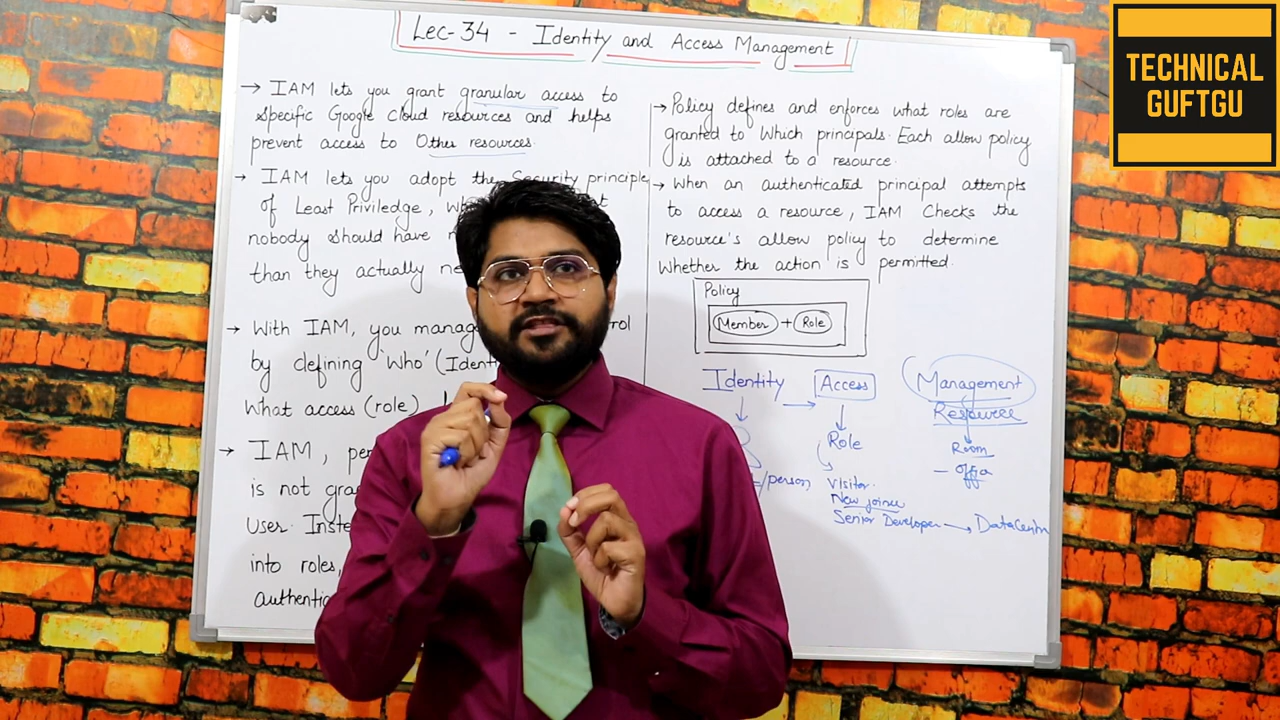 Lec-34 - Identity and Access Management
→ IAM lets you grant granular access to
specific Google Cloud resources and helps
prevent access to Other resources.
→ IAM lets you adopt the Security principle
of Least Priviledge,
nobody should have
than they actually
→ With IAM, you
by defining 'Who'
What access (role)
→ IAM,
is not
User.
into roles,
→ Policy defines and enforces what roles are
granted to Which principals. Each allow policy
is attached to a resource.
→ When an authenticated principal attempts
to access a resource, IAM Checks the
resource's allow policy to determine
Whether the action is permitted.
Policy
Member + Role
Identity → Access
Role
/person
Visitor.
New joinee
Senior Developer →
Management
Resource
Room
TECHNICAL
GUFTGU